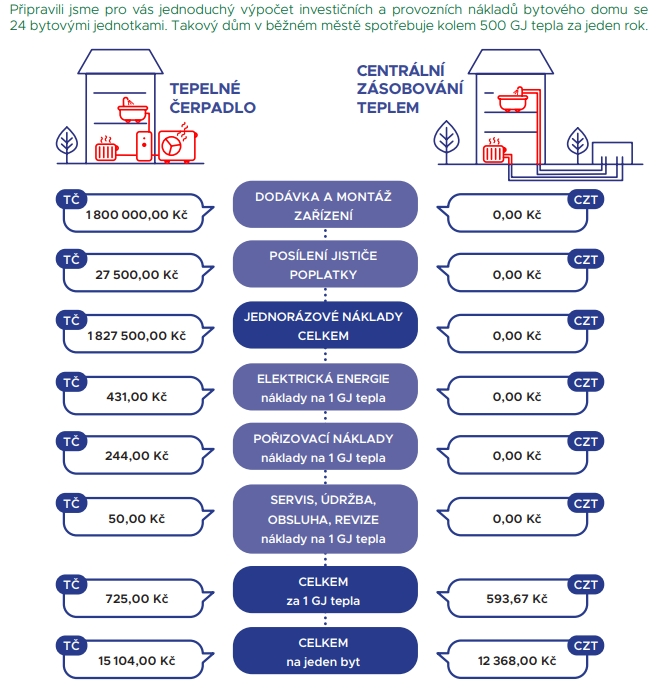 Připravili jsme pro vás jednoduchý výpočet investičních a provozních nákladů bytového domu se
24 bytovými jednotkami. Takový dům v běžném městě spotřebuje kolem 500 GJ tepla za jeden rok.
TEPELNÉ
ČERPADLO
CENTRÁLNÍ
ZÁSOBOVÁNÍ
TEPLEM
TČ
1 800 000,00 Kč
DODÁVKA A MONTÁŽ
ZAŘÍZENÍ
CZT
0,00 Kč
TČ
27 500,00 Kč
POSÍLENÍ JISTIČE
POPLATKY
CZT
0,00 Kč
TČ
1 827 500,00 Kč
JEDNORÁZOVÉ NÁKLADY
CELKEM
CZT
0,00 Kč
TČ
431,00 Kč
ELEKTRICKÁ ENERGIE
náklady na 1 GJ tepla
CZT
0,00 Kč
TČ
244,00 Kč
POŘIZOVACÍ NÁKLADY
náklady na 1 GJ tepla
CZT
0,00 Kč
TČ
50,00 Kč
SERVIS, ÚDRŽBA,
OBSLUHA, REVIZE
náklady na 1 GJ tepla
CZT
0,00 Kč
TČ
725,00 Kč
CELKEM
za 1 GJ tepla
CZT
593,67 Kč
TČ
15 104,00 Kč
CELKEM
na jeden byt
CZT
12 368,00 Kč